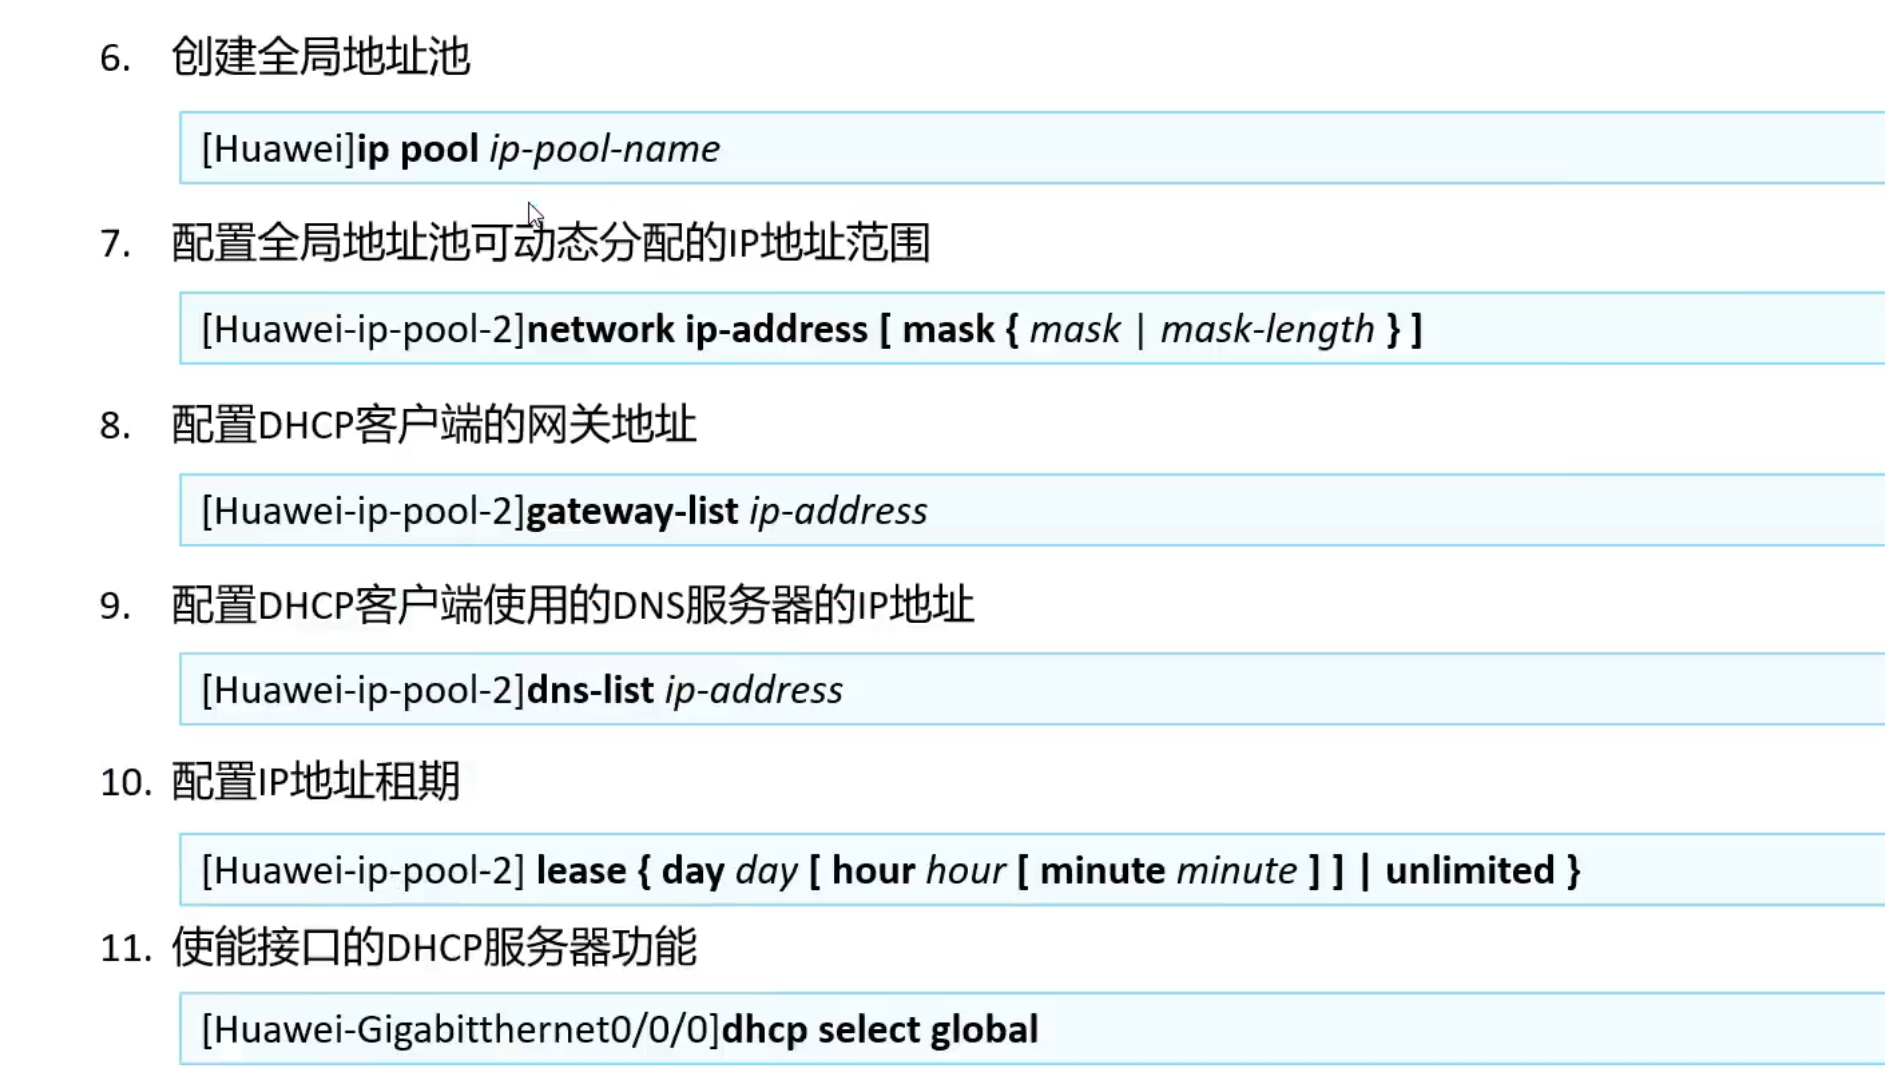 6. 创建全局地址池
[Huawei]ip pool ip-pool-name
7. 配置全局地址池可动态分配的IP地址范围
[Huawei-ip-pool-2]network ip-address [ mask { mask | mask-length } ]
8. 配置DHCP客户端的网关地址
[Huawei-ip-pool-2]gateway-list ip-address
9. 配置DHCP客户端使用的DNS服务器的IP地址
[Huawei-ip-pool-2]dns-list ip-address
10. 配置IP地址租期
[Huawei-ip-pool-2] lease { day day [ hour hour [ minute minute ] ] | unlimited }
11. 使能接口的DHCP服务器功能
[Huawei-Gigabitthernet0/0/0]dhcp select global